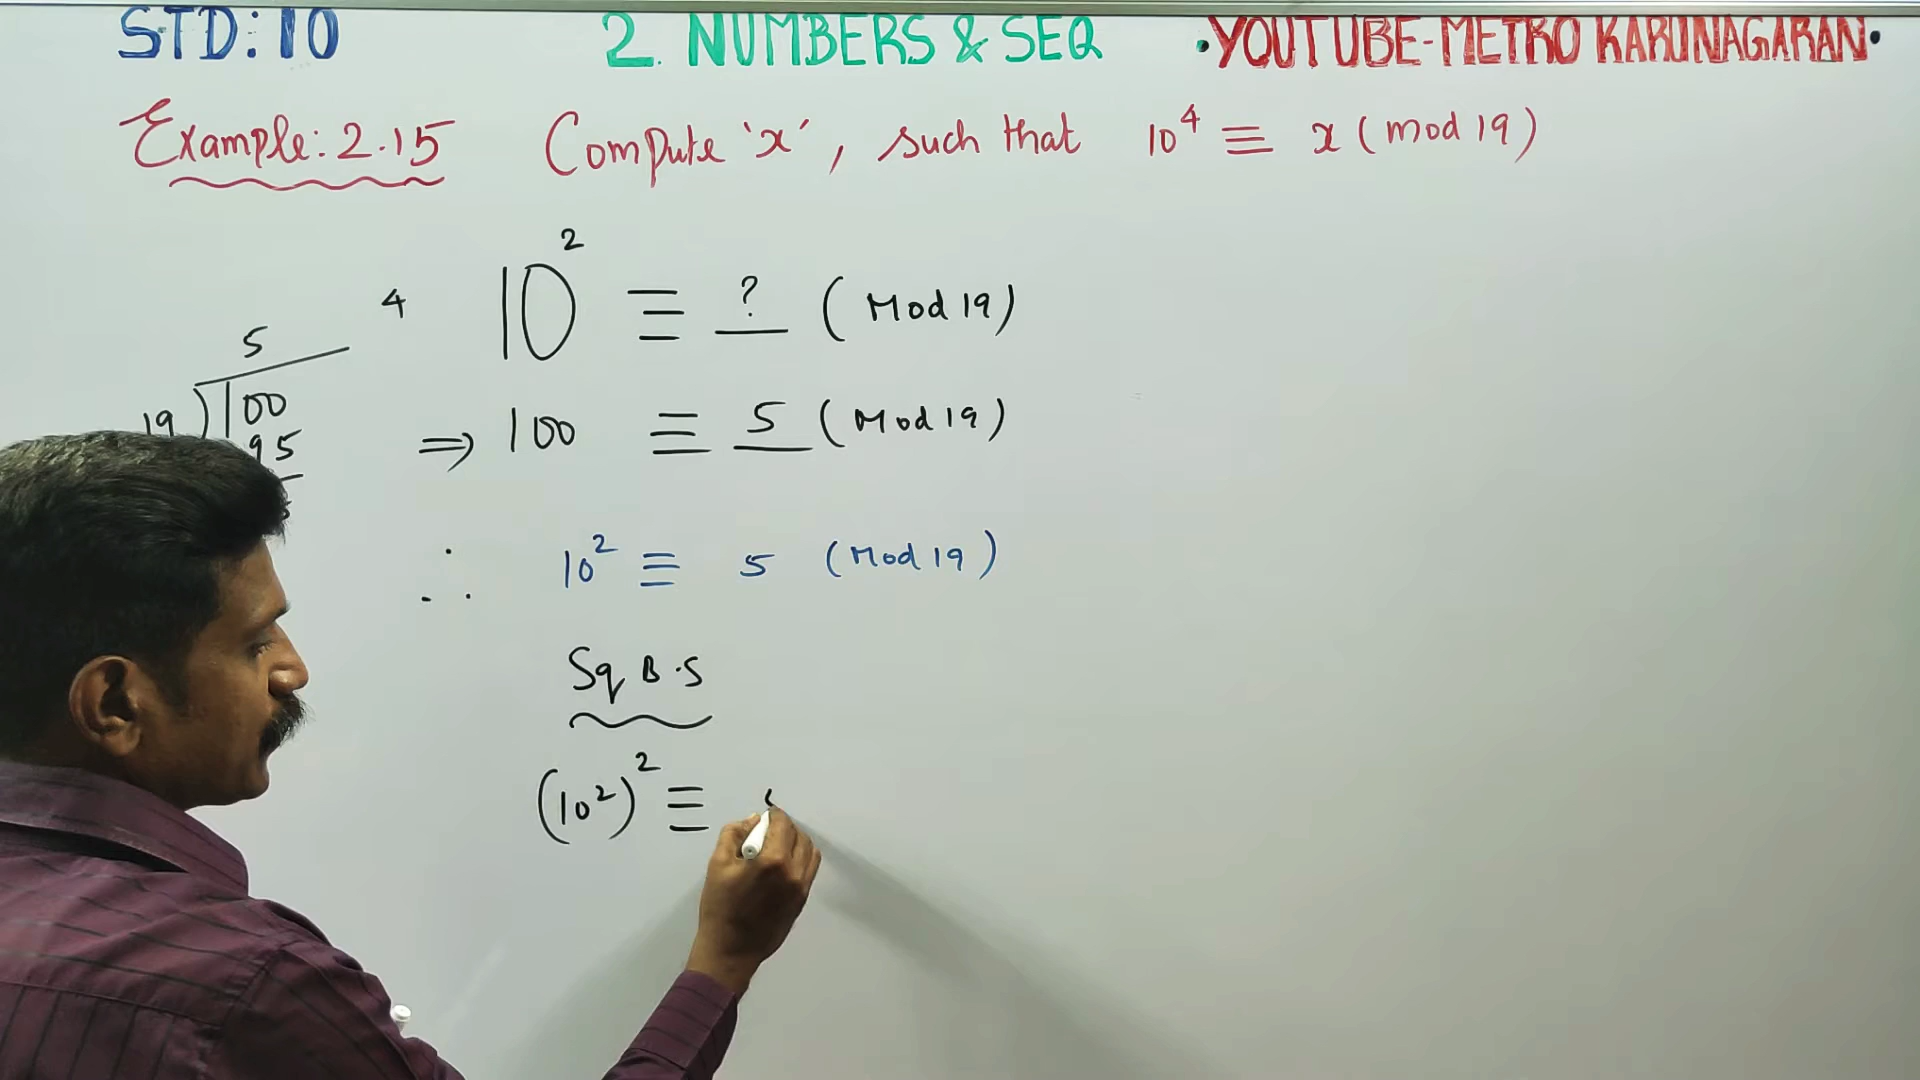 STD: 10 2. NUMBERS & SEQ •YOUTUBE-METRO KARUNAGARAN•
Example: 2.15 Compute 'x', such that 10⁴ ≡ x (mod 19)
4 10² ≡ ? (Mod 19)
5
19 ) 100
95
⇒ 100 ≡ 5 (Mod 19)
∴ 10² ≡ 5 (Mod 19)
Sq B.S
(10²)² ≡